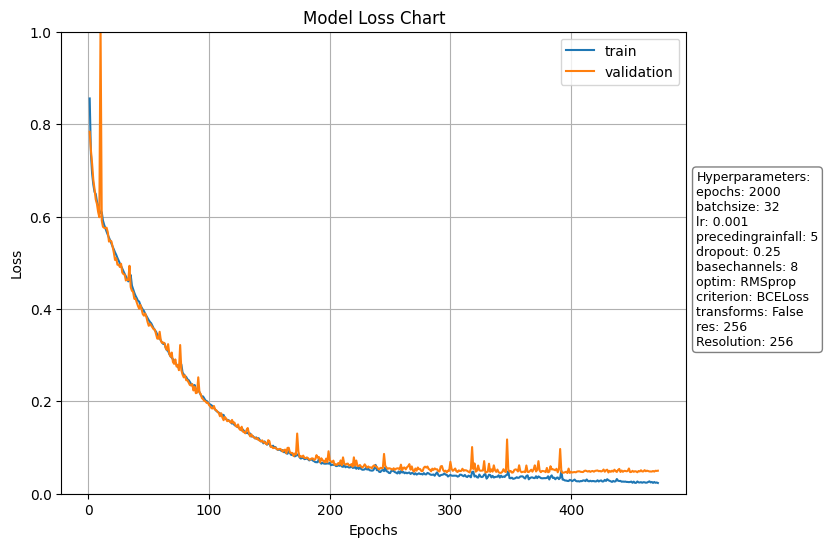 Model Loss Chart
1.0
0.8
0.6
0.4
0.2
0.0
Loss
0
100
200
300
400
Epochs
train
validation
Hyperparameters:
epochs: 2000
batchsize: 32
lr: 0.001
precedingrainfall: 5
dropout: 0.25
basechannels: 8
optim: RMSprop
criterion: BCELoss
transforms: False
res: 256
Resolution: 256